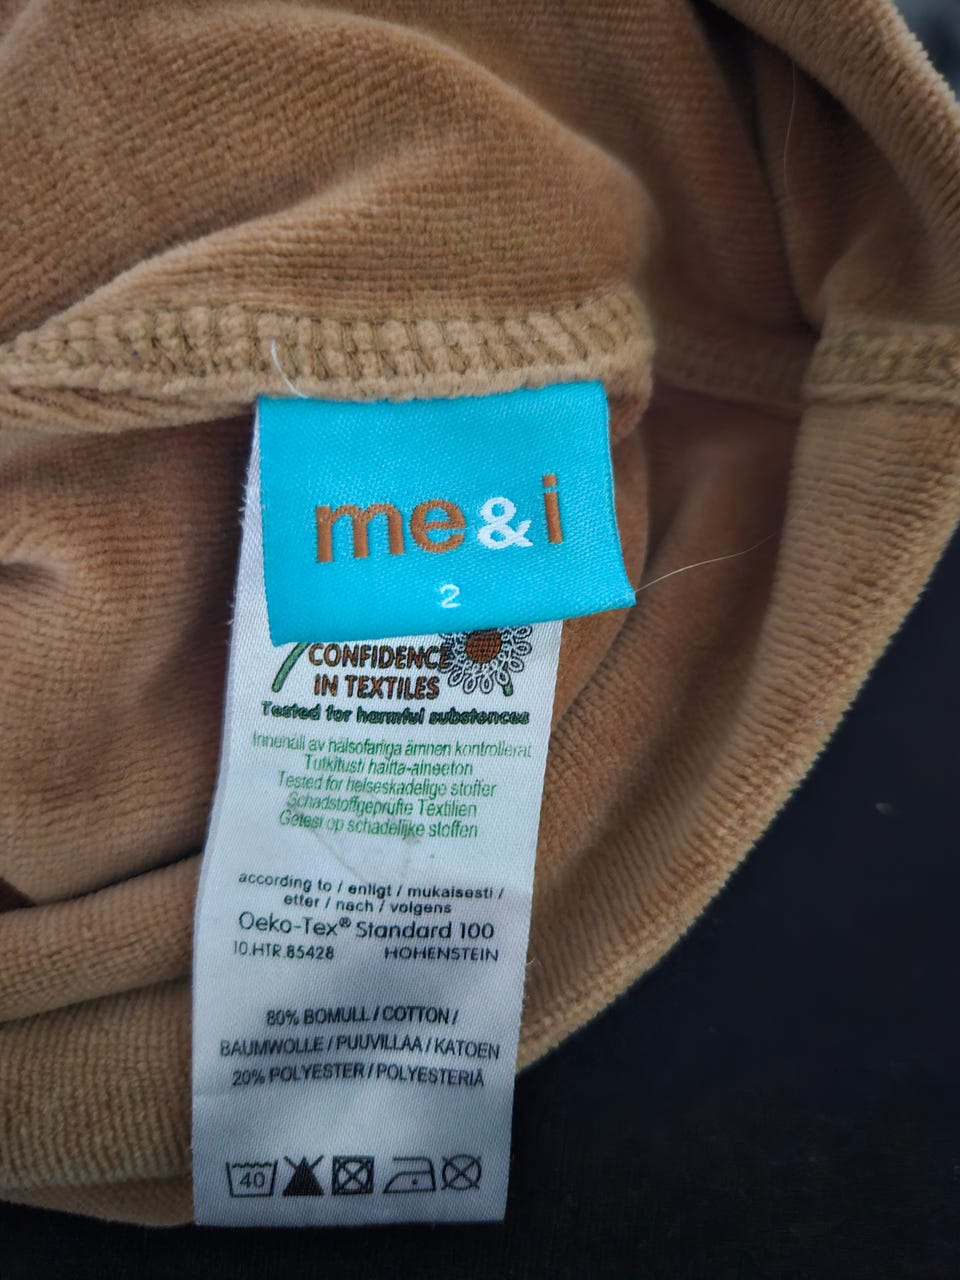 me&i
2
CONFIDENCE
IN TEXTILES
Tested for harmful substances
Innehåll av hälsofarliga ämnen kontrollerat
Tutkitusti haitta-aineeton
Tested for helseskadelige stoffer
Schadstoffgeprüfte Textilien
Getest op schadelijke stoffen
according to / enligt / mukaisesti /
etter / nach / volgens
Oeko-Tex® Standard 100
10.HTR.85428 HOHENSTEIN
80% BOMULL / COTTON /
BAUMWOLLE / PUUVILLAA / KATOEN
20% POLYESTER / POLYESTERIÄ
40